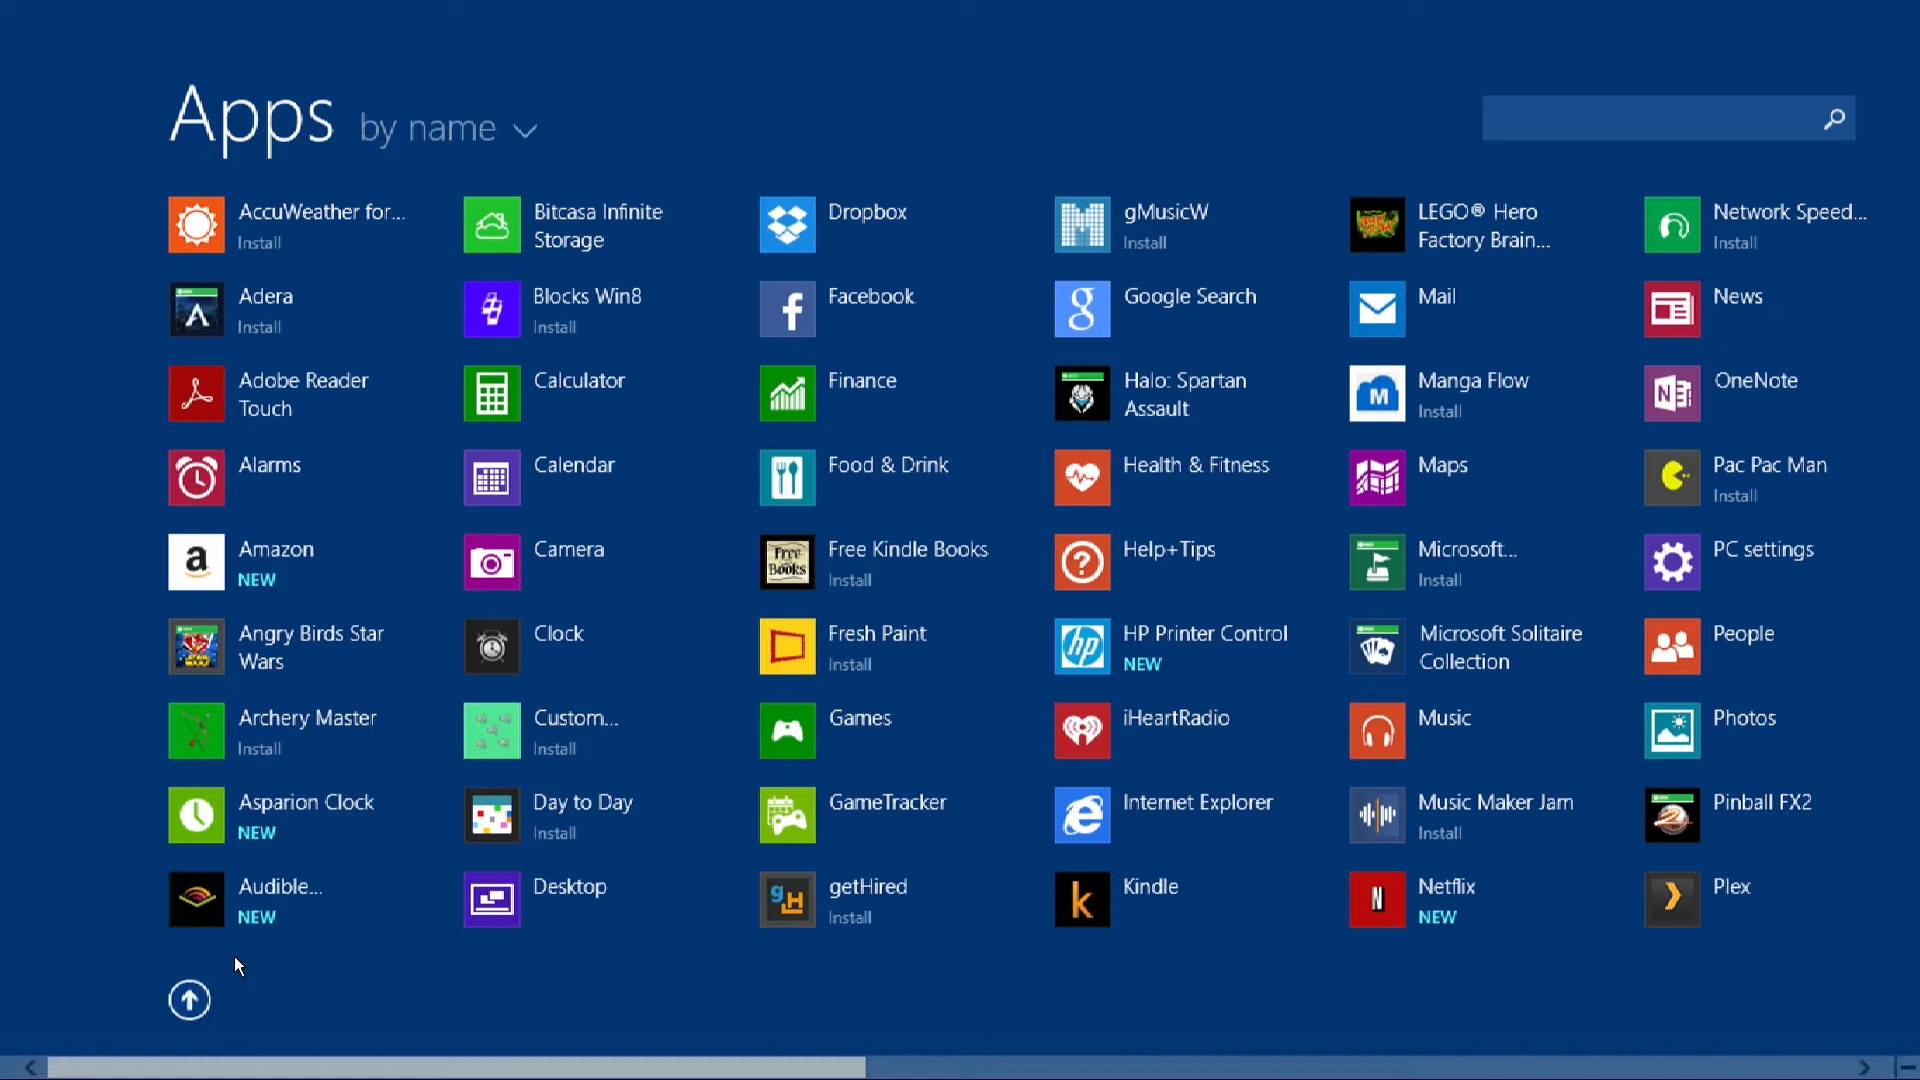 Apps by name
AccuWeather for...
Install
Adera
Install
Adobe Reader
Touch
Alarms
Amazon
NEW
Angry Birds Star
Wars
Archery Master
Install
Asparion Clock
NEW
Audible...
NEW
Bitcasa Infinite
Storage
Blocks Win8
Install
Calculator
Calendar
Camera
Clock
Custom...
Install
Day to Day
Install
Desktop
Dropbox
Facebook
Finance
Food & Drink
Free
Books
Free Kindle Books
Install
Fresh Paint
Install
Games
GameTracker
gH
getHired
Install
gMusicW
Install
Google Search
Halo: Spartan
Assault
Health & Fitness
Help+Tips
hp
HP Printer Control
NEW
iHeartRadio
Internet Explorer
Kindle
LEGO® Hero
Factory Brain...
Mail
Manga Flow
Install
Maps
Microsoft...
Install
Microsoft Solitaire
Collection
Music
Music Maker Jam
Install
Netflix
NEW
Network Speed...
Install
News
OneNote
Pac Pac Man
Install
PC settings
People
Photos
Pinball FX2
Plex